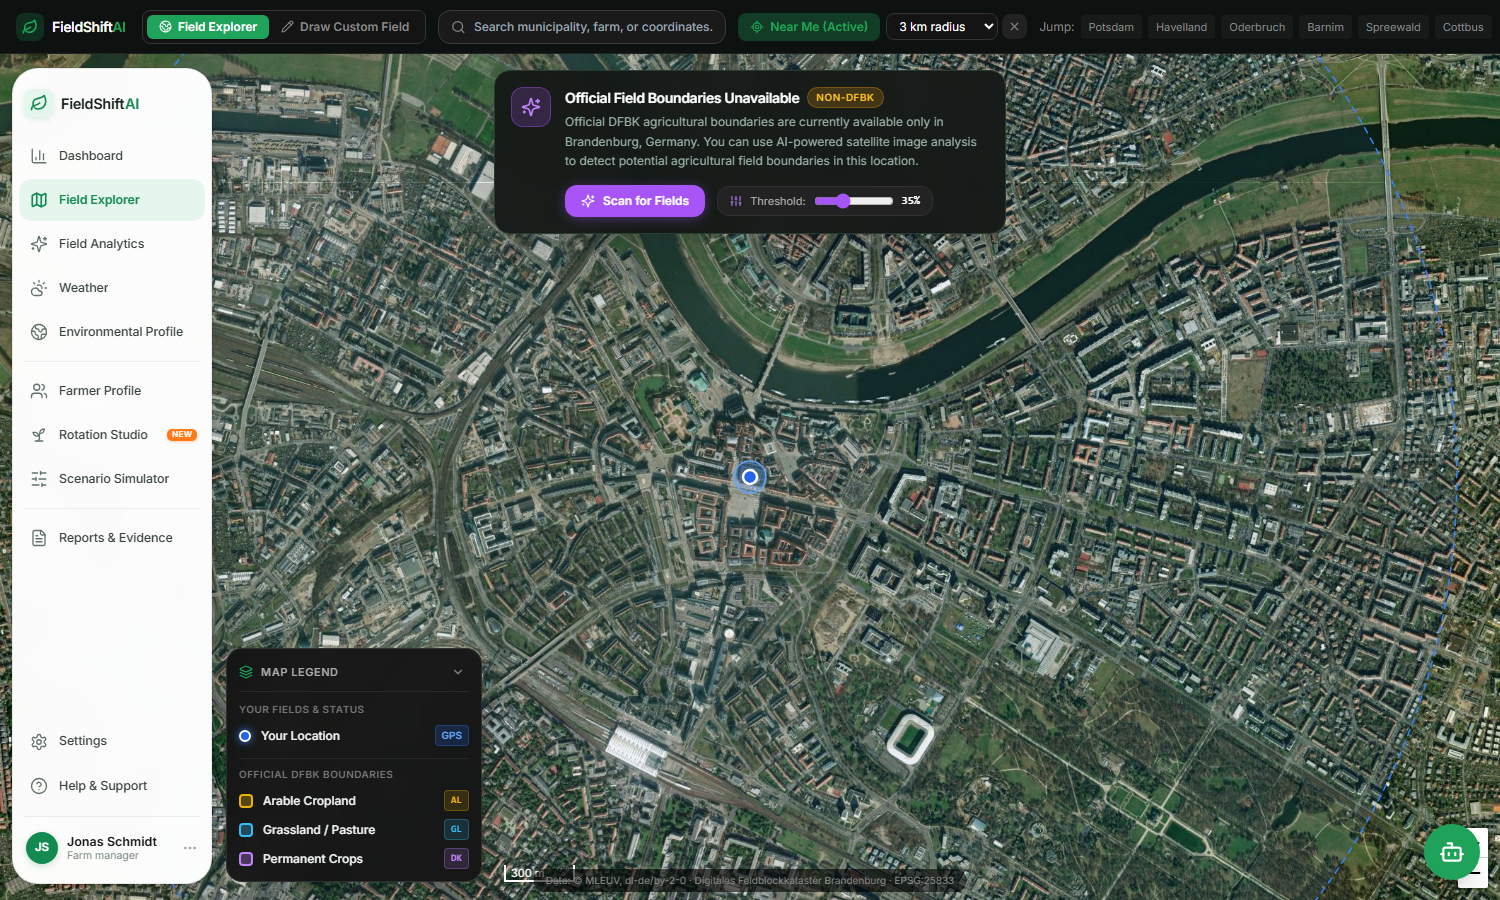 FieldShiftAI
Field Explorer
Draw Custom Field
Search municipality, farm, or coordinates.
Near Me (Active)
3 km radius
Jump:
Potsdam
Havelland
Oderbruch
Barnim
Spreewald
Cottbus
FieldShiftAI
Dashboard
Field Explorer
Field Analytics
Weather
Environmental Profile
Farmer Profile
Rotation Studio NEW
Scenario Simulator
Reports & Evidence
Settings
Help & Support
JS
Jonas Schmidt
Farm manager
Official Field Boundaries Unavailable NON-DFBK
Official DFBK agricultural boundaries are currently available only in
Brandenburg, Germany. You can use AI-powered satellite image analysis
to detect potential agricultural field boundaries in this location.
Scan for Fields
Threshold: 35%
MAP LEGEND
YOUR FIELDS & STATUS
Your Location GPS
OFFICIAL DFBK BOUNDARIES
Arable Cropland AL
Grassland / Pasture GL
Permanent Crops DK
300 m
Data: © MLEUV, dl-de/by-2-0 · Digitales Feldblockkataster Brandenburg · EPSG:25833